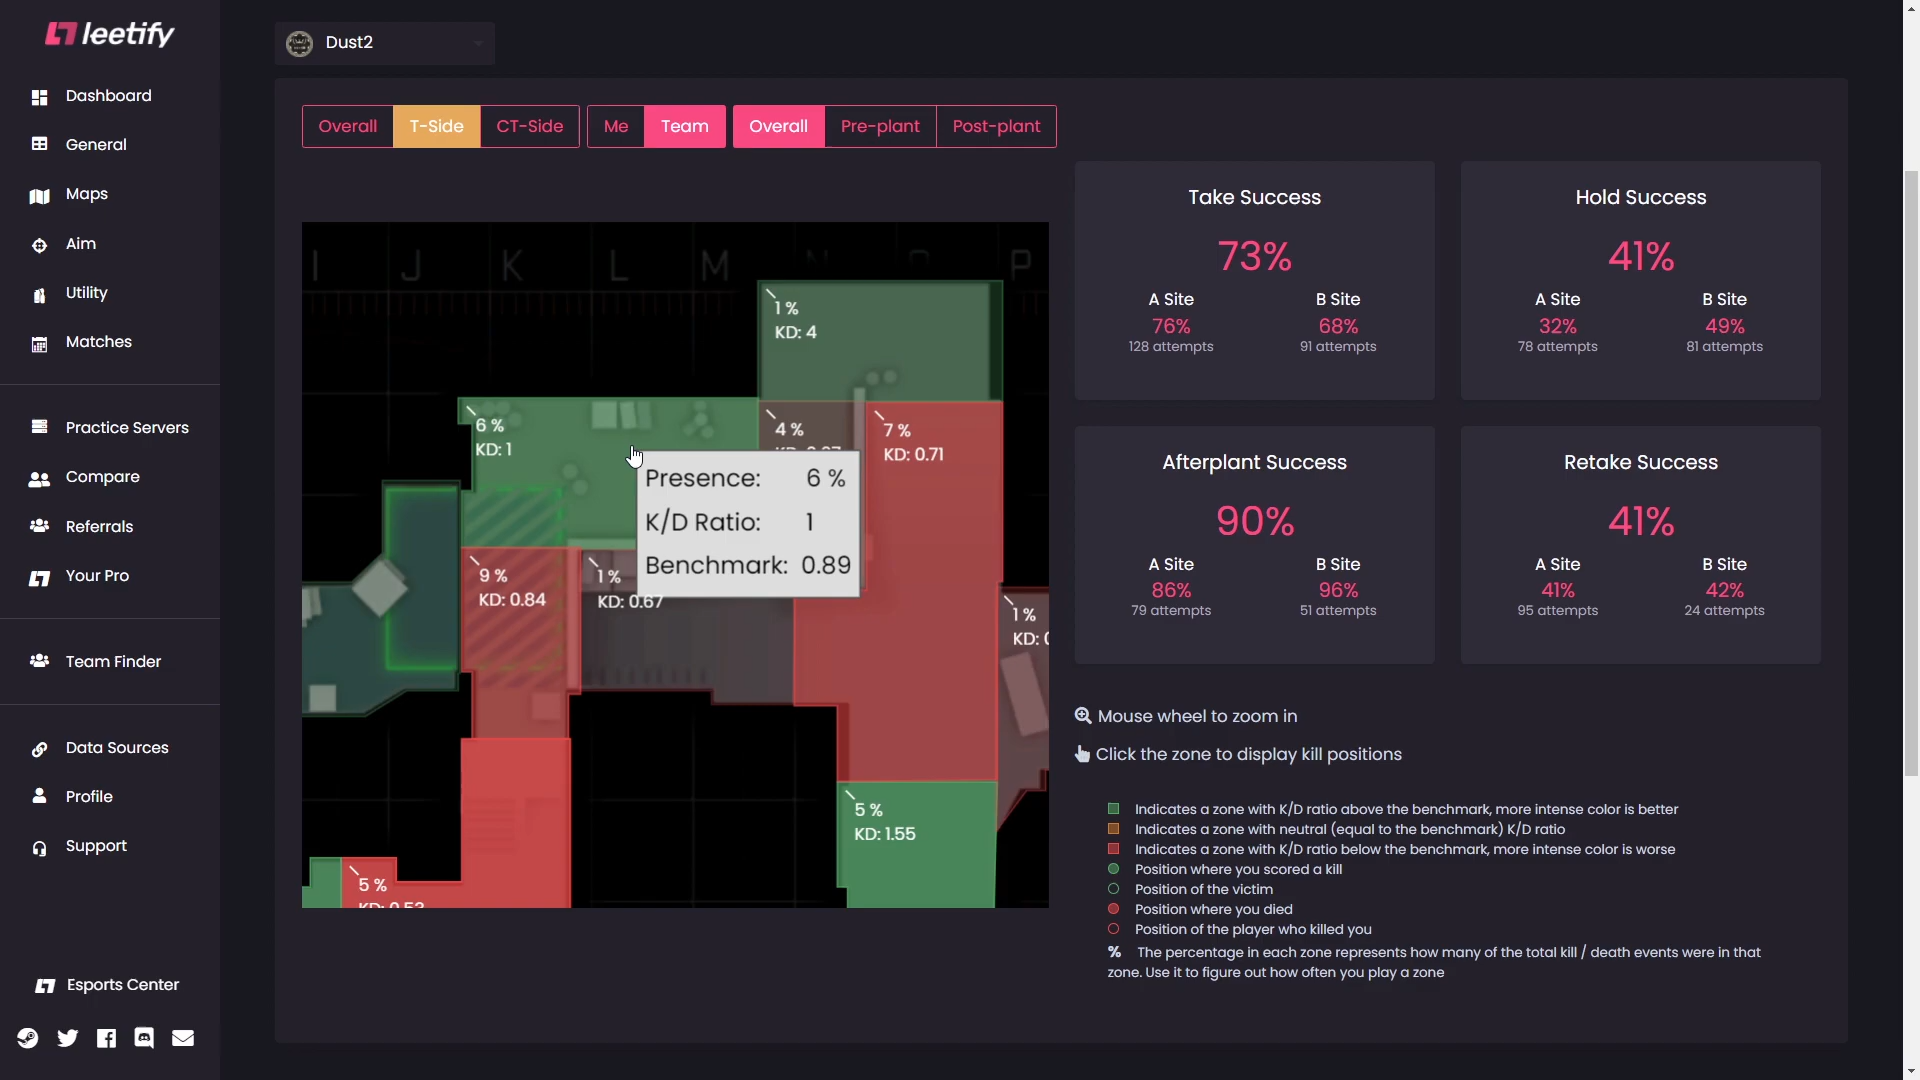 leetify
Dashboard
General
Maps
Aim
Utility
Matches
Practice Servers
Compare
Referrals
Your Pro
Team Finder
Data Sources
Profile
Support
Esports Center
Dust2
Overall T-Side CT-Side Me Team Overall Pre-plant Post-plant
I J K L M N O P
1 %
KD: 4
6 %
KD: 1
4 %
7 %
KD: 0.71
Presence: 6 %
K/D Ratio: 1
Benchmark: 0.89
9 %
KD: 0.84
1 %
KD: 0.67
1 %
5 %
KD: 1.55
5 %
KD: 0.53
Take Success
73%
A Site B Site
76% 68%
128 attempts 91 attempts
Hold Success
41%
A Site B Site
32% 49%
78 attempts 81 attempts
Afterplant Success
90%
A Site B Site
86% 96%
79 attempts 51 attempts
Retake Success
41%
A Site B Site
41% 42%
95 attempts 24 attempts
Mouse wheel to zoom in
Click the zone to display kill positions
Indicates a zone with K/D ratio above the benchmark, more intense color is better
Indicates a zone with neutral (equal to the benchmark) K/D ratio
Indicates a zone with K/D ratio below the benchmark, more intense color is worse
Position where you scored a kill
Position of the victim
Position where you died
Position of the player who killed you
% The percentage in each zone represents how many of the total kill / death events were in that
zone. Use it to figure out how often you play a zone